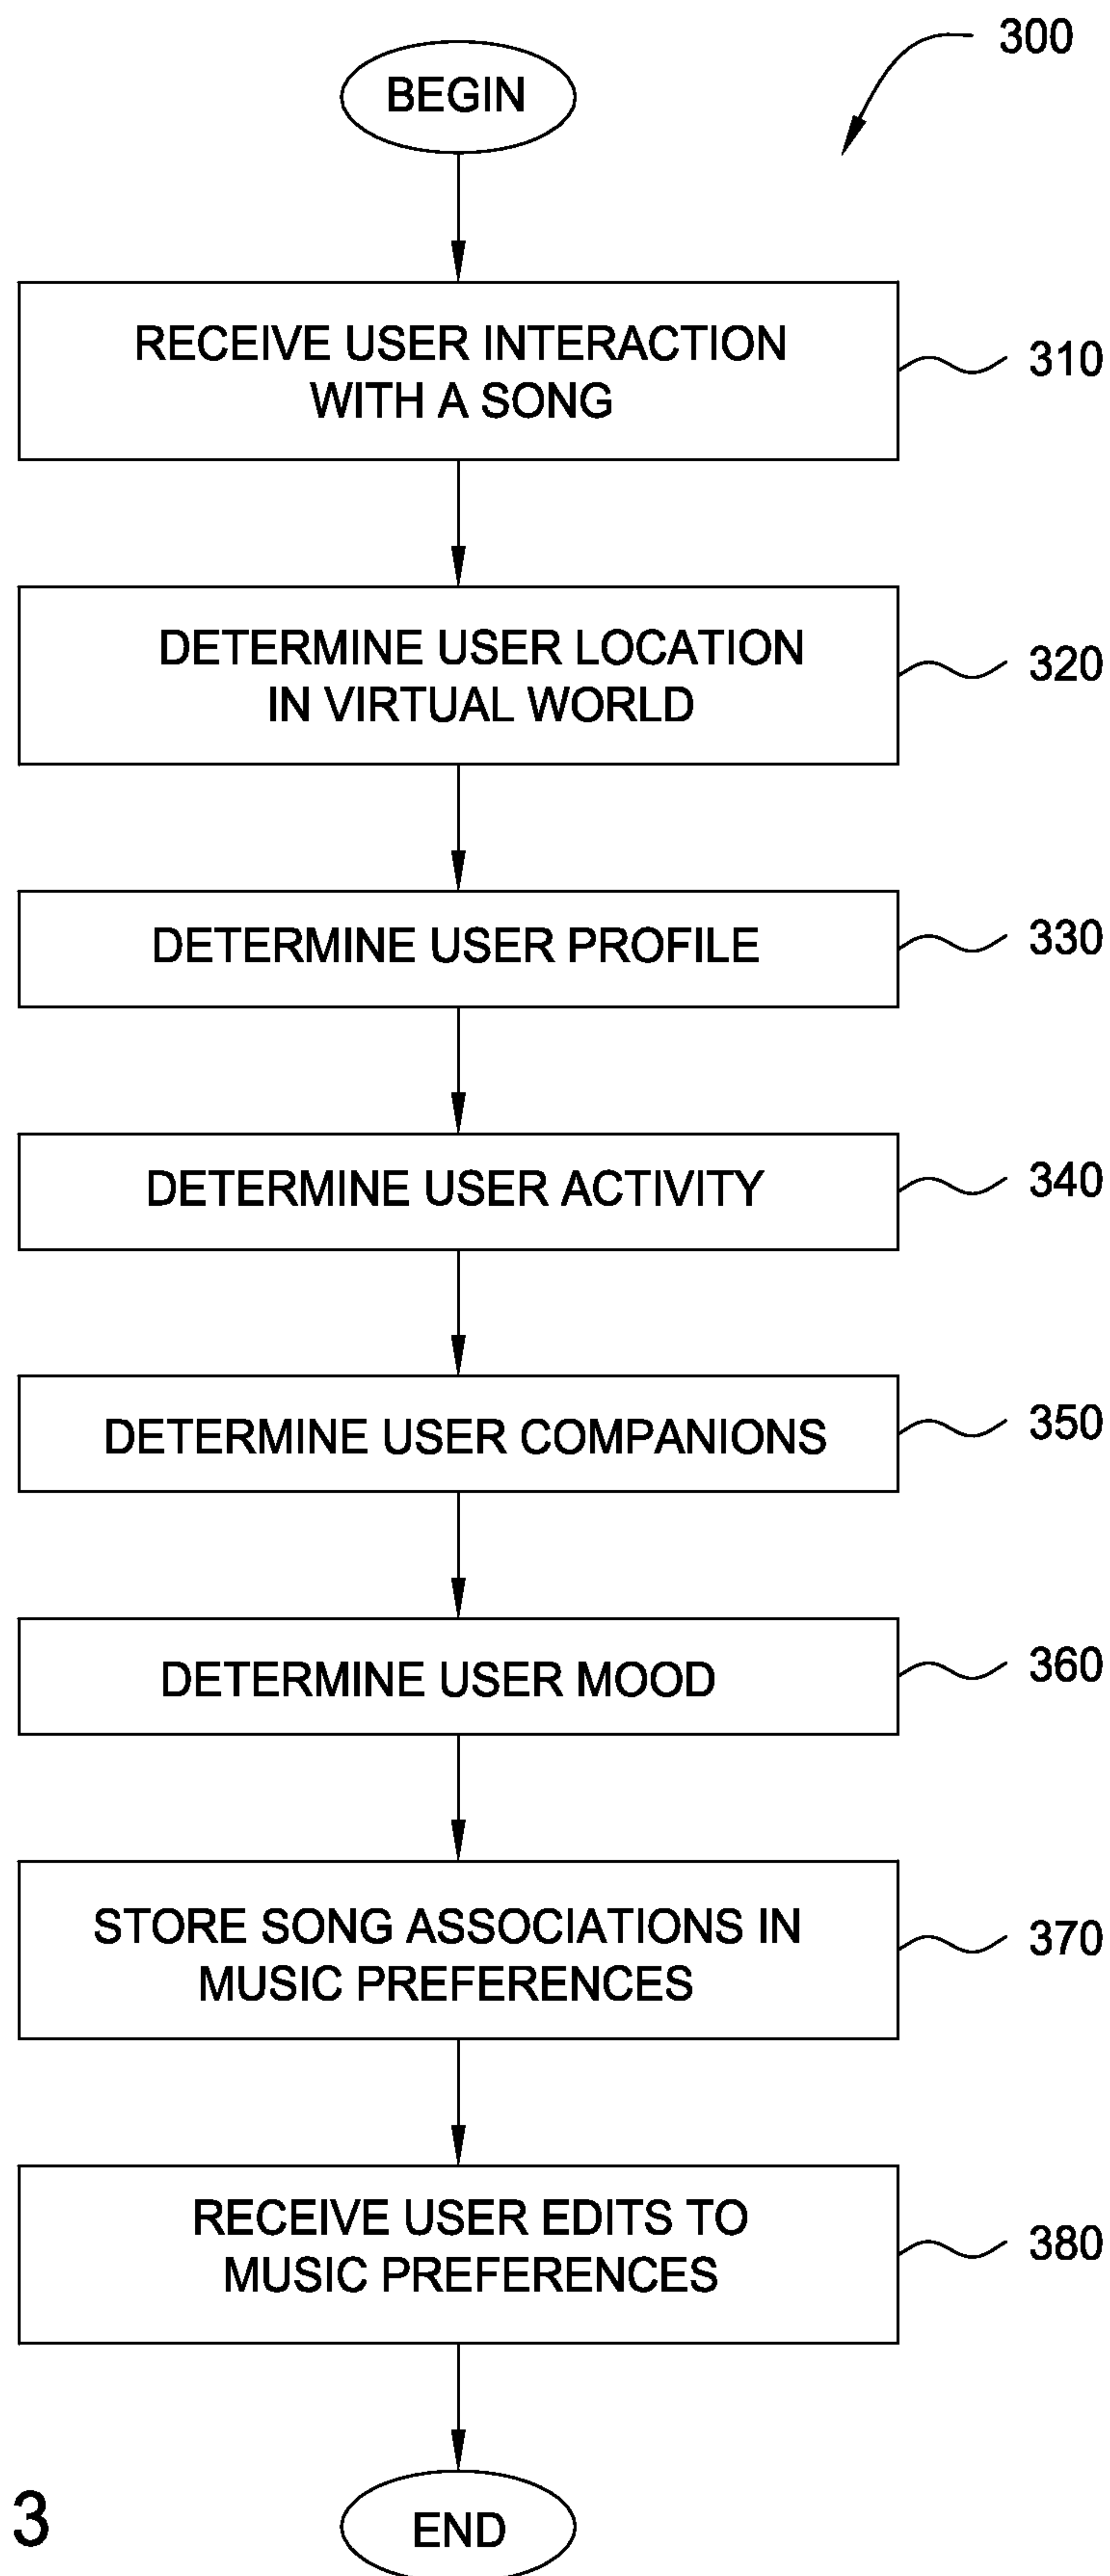 300
BEGIN
RECEIVE USER INTERACTION
WITH A SONG
310
DETERMINE USER LOCATION
IN VIRTUAL WORLD
320
DETERMINE USER PROFILE
330
DETERMINE USER ACTIVITY
340
DETERMINE USER COMPANIONS
350
DETERMINE USER MOOD
360
STORE SONG ASSOCIATIONS IN
MUSIC PREFERENCES
370
RECEIVE USER EDITS TO
MUSIC PREFERENCES
380
3
END